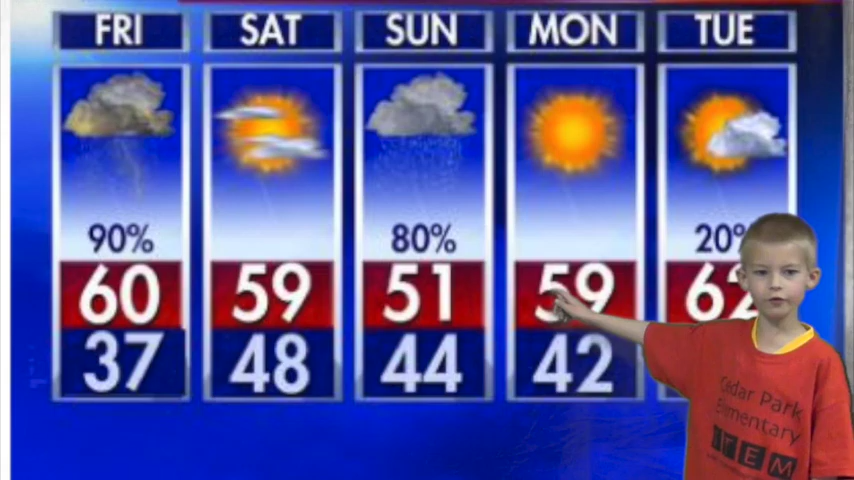 FRI SAT SUN MON TUE
90% 80% 20%
60 59 51 59 62
37 48 44 42
Cedar Park
Elementary
STEM